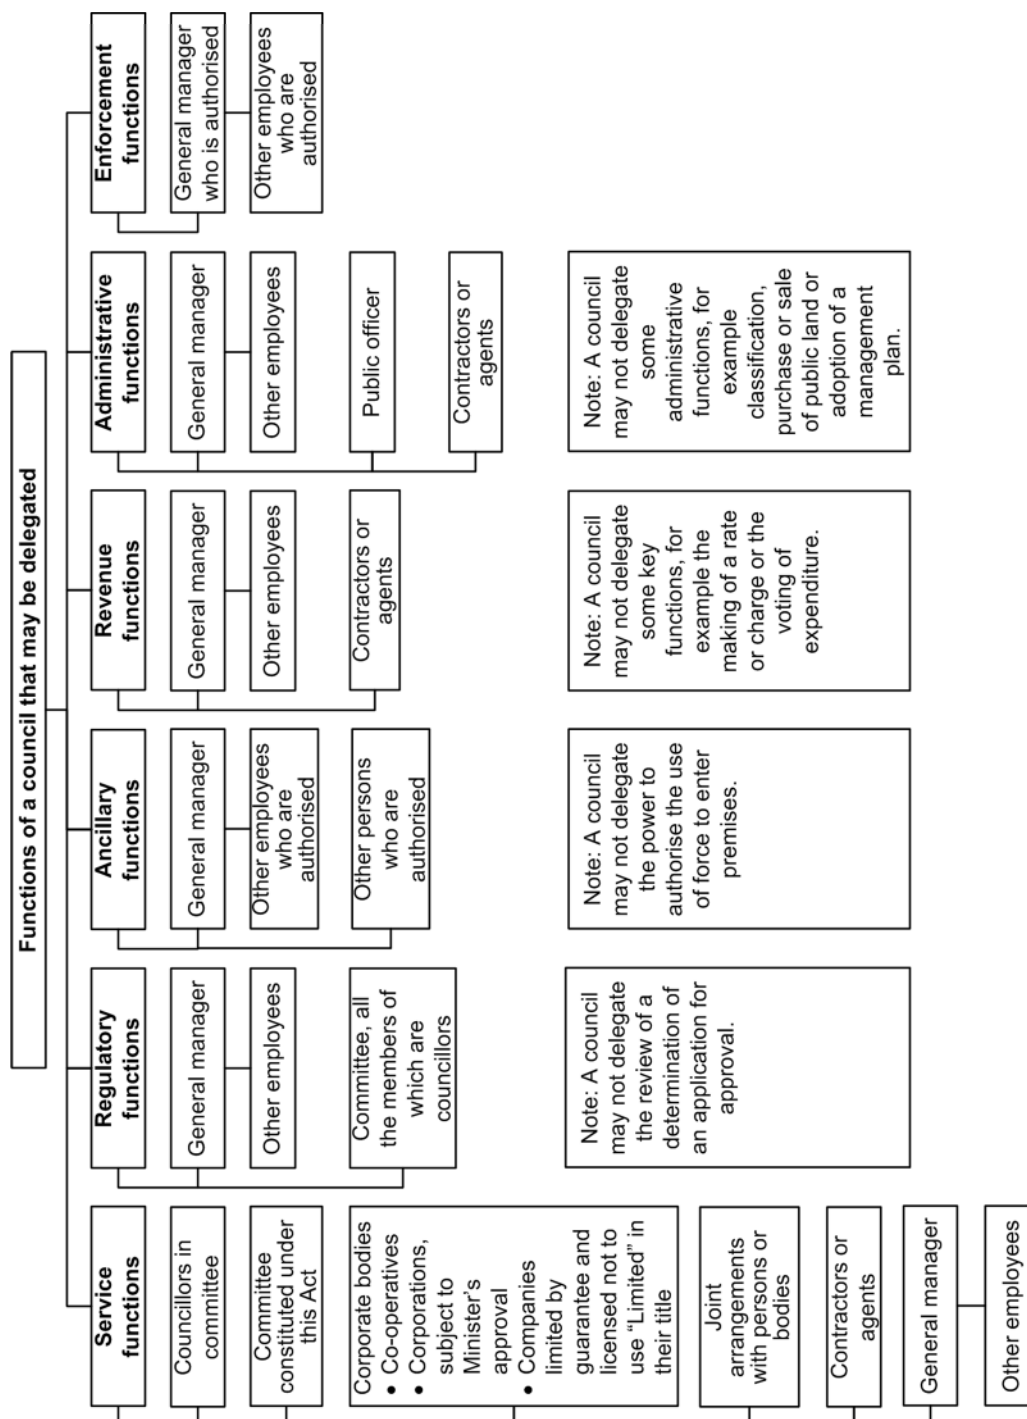 Functions of a council that may be delegated
Service
functions
Councillors in
committee
Committee
constituted under
this Act
Corporate bodies
• Co-operatives
• Corporations,
subject to
Minister's
approval
• Companies
limited by
guarantee and
licensed not to
use “Limited” in
their title
Joint
arrangements
with persons or
bodies
Contractors or
agents
General manager
Other employees
Regulatory
functions
General manager
Other employees
Committee, all
the members of
which are
councillors
Note: A council
may not delegate
the review of a
determination of
an application for
approval.
Ancillary
functions
General manager
Other employees
who are
authorised
Other persons
who are
authorised
Note: A council
may not delegate
the power to
authorise the use
of force to enter
premises.
Revenue
functions
General manager
Other employees
Contractors or
agents
Note: A council
may not delegate
some key
functions, for
example the
making of a rate
or charge or the
voting of
expenditure.
Administrative
functions
General manager
Other employees
Public officer
Contractors or
agents
Note: A council
may not delegate
some
administrative
functions, for
example
classification,
purchase or sale
of public land or
adoption of a
management
plan.
Enforcement
functions
General manager
who is authorised
Other employees
who are
authorised